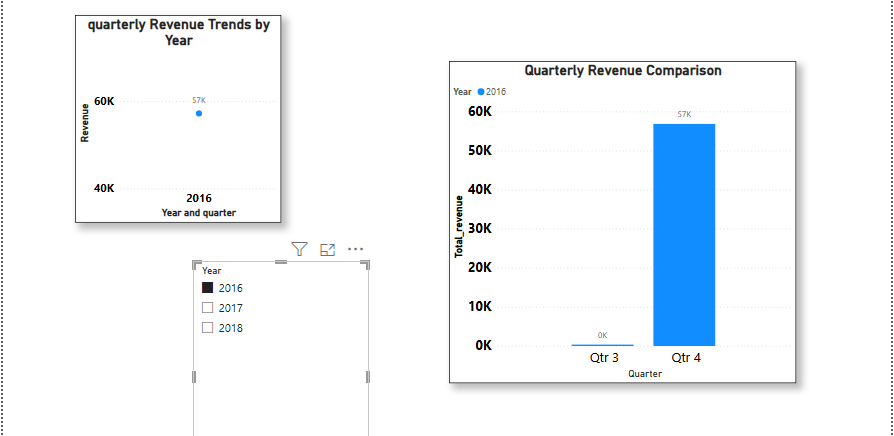 quarterly Revenue Trends by
Year
60K
57K
Revenue
40K
2016
Year and quarter
Quarterly Revenue Comparison
Year 2016
60K
57K
50K
40K
Total_revenue
30K
20K
10K
0K
0K
Qtr 3 Qtr 4
Quarter
Year
2016
2017
2018